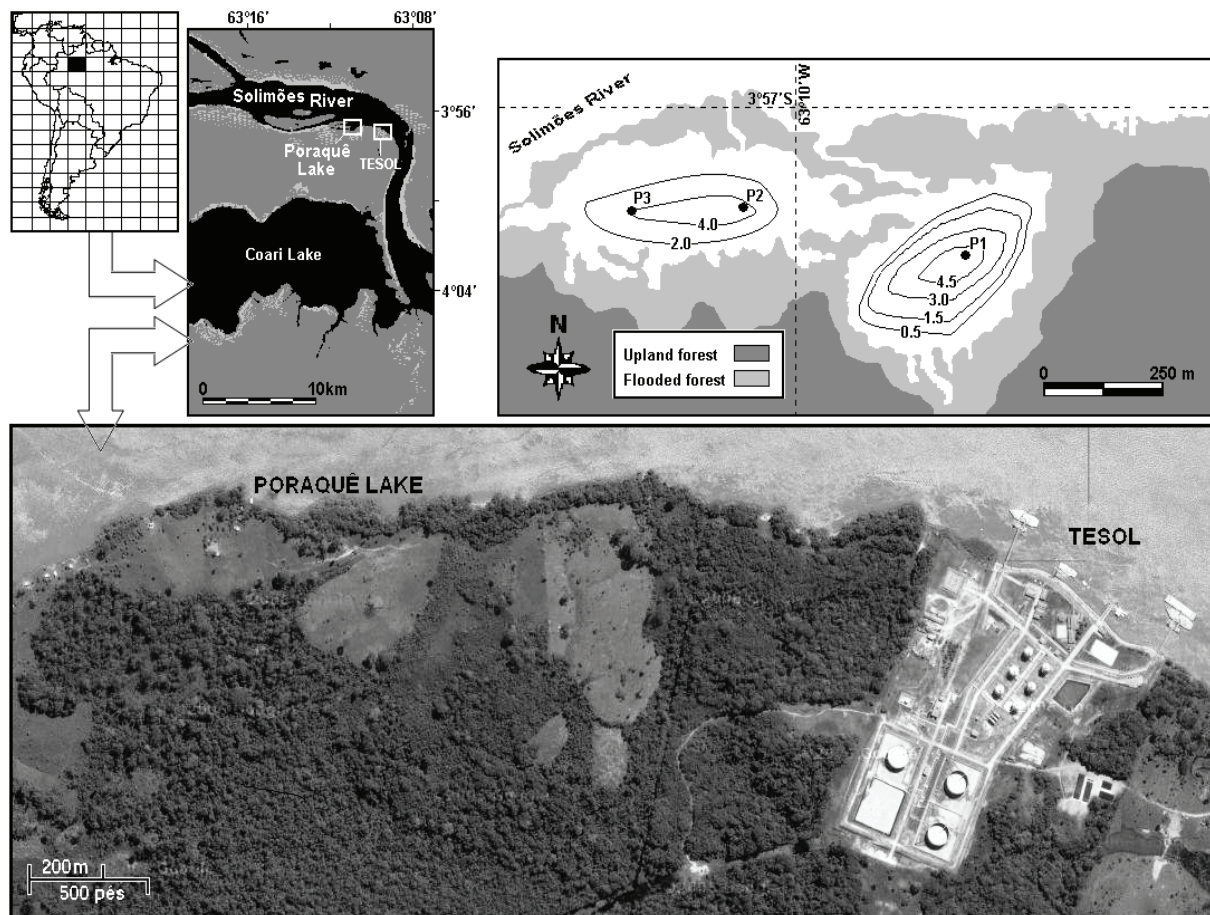 63°16′ 63°08′
Solimões River
3°56′
Poraquê
Lake
TESOL
Coari Lake
4°04′
0 10km
Solimões River
3°57′S
63°10′W
P3
P2
4.0
2.0
P1
4.5
3.0
1.5
0.5
N
Upland forest
Flooded forest
0 250 m
PORAQUÊ LAKE
TESOL
200m
500 pés